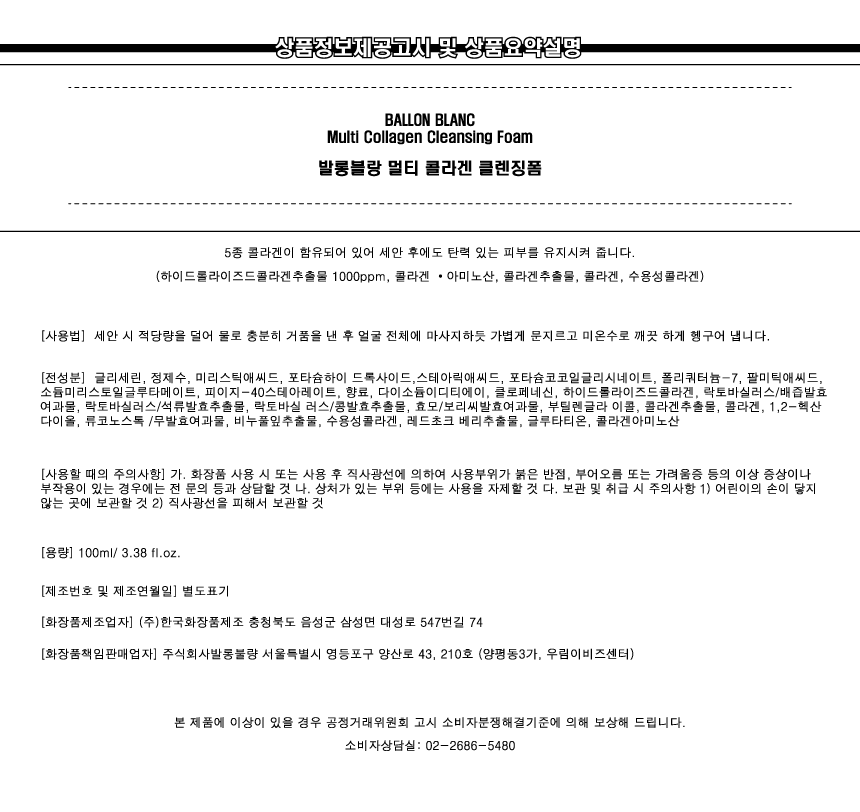 상품정보제공고시 및 상품요약설명
BALLON BLANC
Multi Collagen Cleansing Foam
발롱블랑 멀티 콜라겐 클렌징폼
5종 콜라겐이 함유되어 있어 세안 후에도 탄력 있는 피부를 유지시켜 줍니다.
(하이드롤라이즈드콜라겐추출물 1000ppm, 콜라겐 •아미노산, 콜라겐추출물, 콜라겐, 수용성콜라겐)
[사용법] 세안 시 적당량을 덜어 물로 충분히 거품을 낸 후 얼굴 전체에 마사지하듯 가볍게 문지르고 미온수로 깨끗 하게 헹구어 냅니다.
[전성분] 글리세린, 정제수, 미리스틱애씨드, 포타슘하이 드록사이드,스테아릭애씨드, 포타슘코코일글리시네이트, 폴리쿼터늄-7, 팔미틱애씨드,
소듐미리스토일글루타메이트, 피이지-40스테아레이트, 향료, 다이소듐이디티에이, 클로페네신, 하이드롤라이즈드콜라겐, 락토바실러스/배즙발효
여과물, 락토바실러스/석류발효추출물, 락토바실 러스/콩발효추출물, 효모/보리씨발효여과물, 부틸렌글라 이콜, 콜라겐추출물, 콜라겐, 1,2-헥산
다이올, 류코노스톡 /무발효여과물, 비누풀잎추출물, 수용성콜라겐, 레드초크 베리추출물, 글루타티온, 콜라겐아미노산
[사용할 때의 주의사항] 가. 화장품 사용 시 또는 사용 후 직사광선에 의하여 사용부위가 붉은 반점, 부어오름 또는 가려움증 등의 이상 증상이나
부작용이 있는 경우에는 전 문의 등과 상담할 것 나. 상처가 있는 부위 등에는 사용을 자제할 것 다. 보관 및 취급 시 주의사항 1) 어린이의 손이 닿지
않는 곳에 보관할 것 2) 직사광선을 피해서 보관할 것
[용량] 100ml/ 3.38 fl.oz.
[제조번호 및 제조연월일] 별도표기
[화장품제조업자] (주)한국화장품제조 충청북도 음성군 삼성면 대성로 547번길 74
[화장품책임판매업자] 주식회사발롱불량 서울특별시 영등포구 양산로 43, 210호 (양평동3가, 우림이비즈센터)
본 제품에 이상이 있을 경우 공정거래위원회 고시 소비자분쟁해결기준에 의해 보상해 드립니다.
소비자상담실: 02-2686-5480